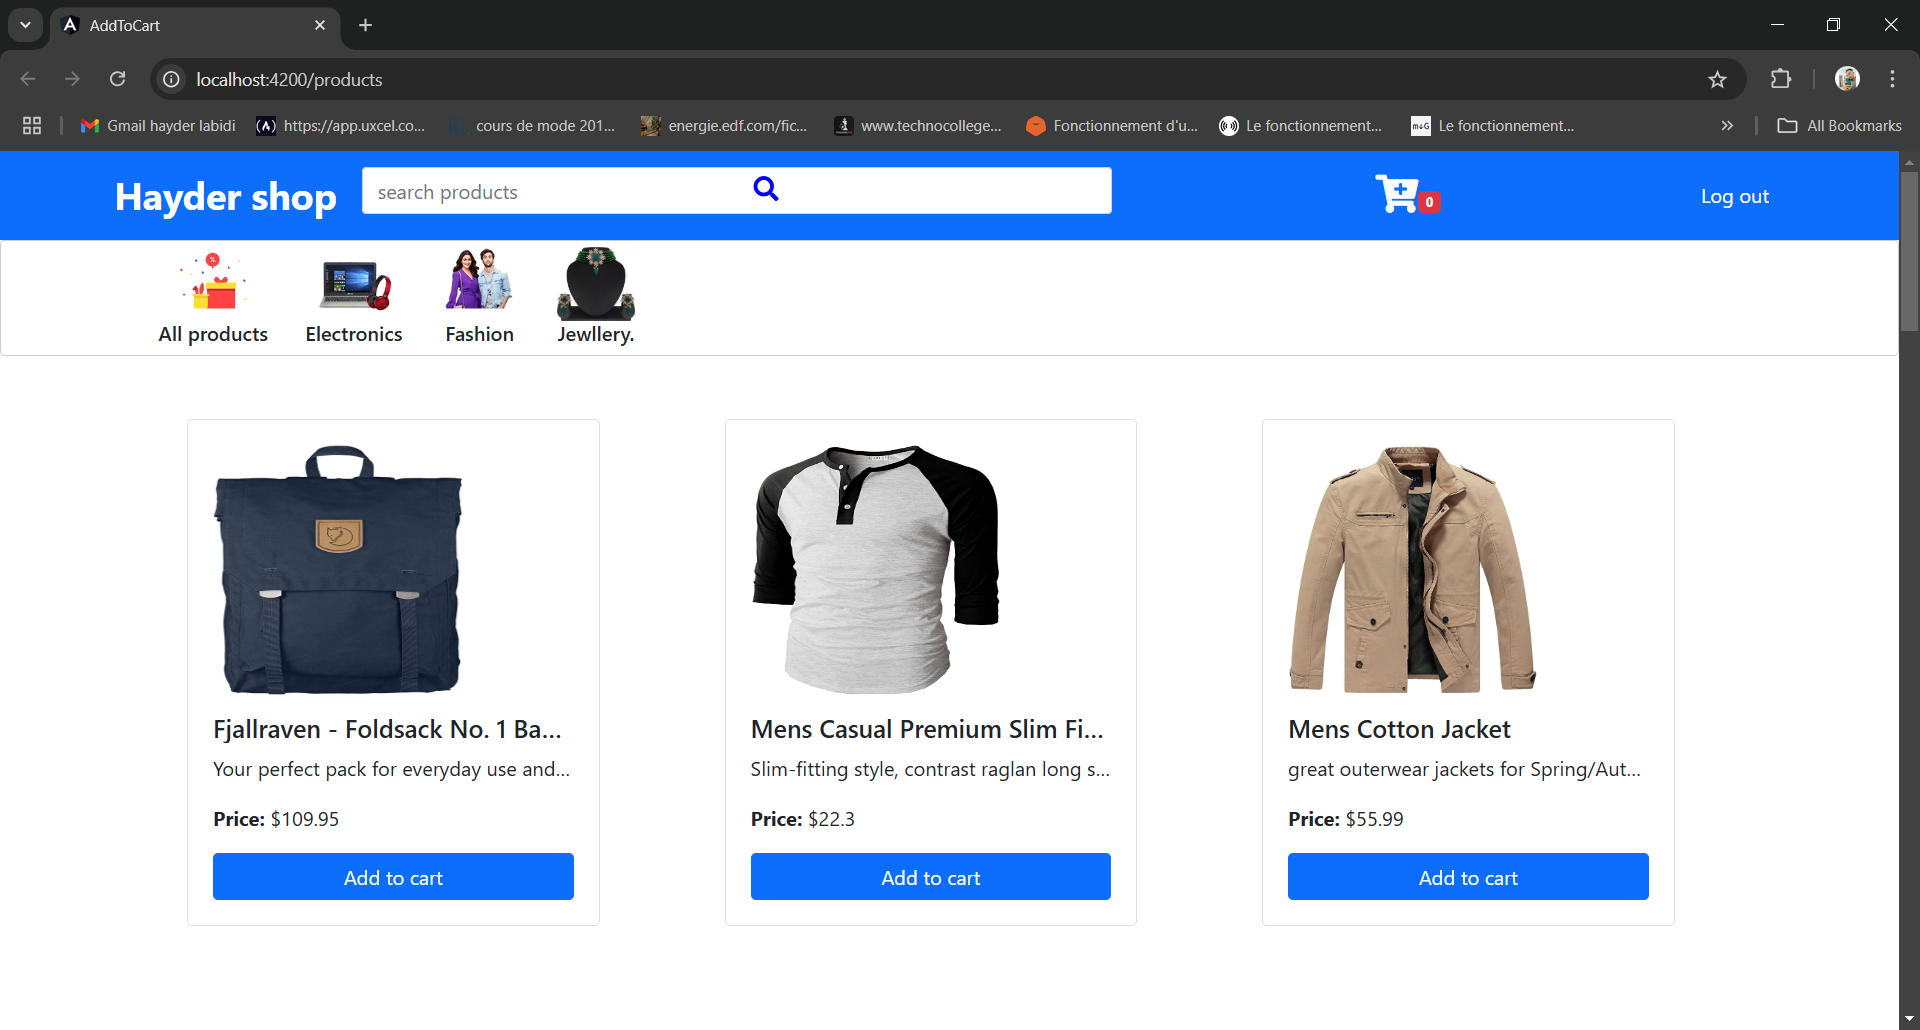 AddToCart
localhost:4200/products
Gmail hayder labidi
https://app.uxcel.co...
cours de mode 201...
energie.edf.com/fic...
www.technocollege...
Fonctionnement d'u...
Le fonctionnement...
Le fonctionnement...
All Bookmarks
Hayder shop
search products
0
Log out
All products
Electronics
Fashion
Jewllery.
Fjallraven - Foldsack No. 1 Ba...
Your perfect pack for everyday use and...
Price: $109.95
Add to cart
Mens Casual Premium Slim Fi...
Slim-fitting style, contrast raglan long s...
Price: $22.3
Add to cart
Mens Cotton Jacket
great outerwear jackets for Spring/Aut...
Price: $55.99
Add to cart